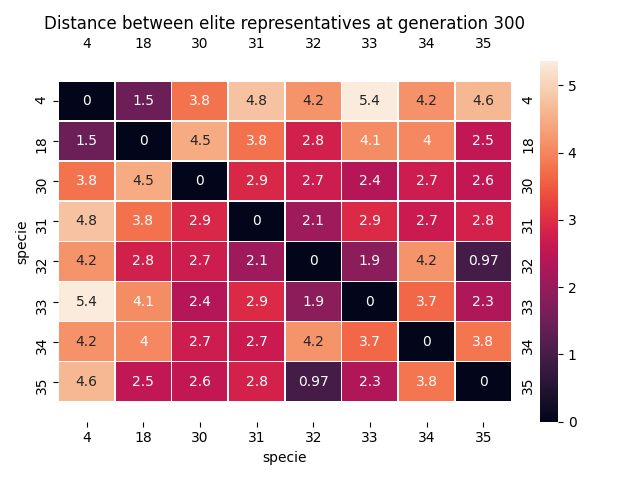 Distance between elite representatives at generation 300
4 18 30 31 32 33 34 35
4 0 1.5 3.8 4.8 4.2 5.4 4.2 4.6 4
18 1.5 0 4.5 3.8 2.8 4.1 4 2.5 18
30 3.8 4.5 0 2.9 2.7 2.4 2.7 2.6 30
31 4.8 3.8 2.9 0 2.1 2.9 2.7 2.8 31
32 4.2 2.8 2.7 2.1 0 1.9 4.2 0.97 32
33 5.4 4.1 2.4 2.9 1.9 0 3.7 2.3 33
34 4.2 4 2.7 2.7 4.2 3.7 0 3.8 34
35 4.6 2.5 2.6 2.8 0.97 2.3 3.8 0 35
4 18 30 31 32 33 34 35
specie
specie
5
4
3
2
1
0